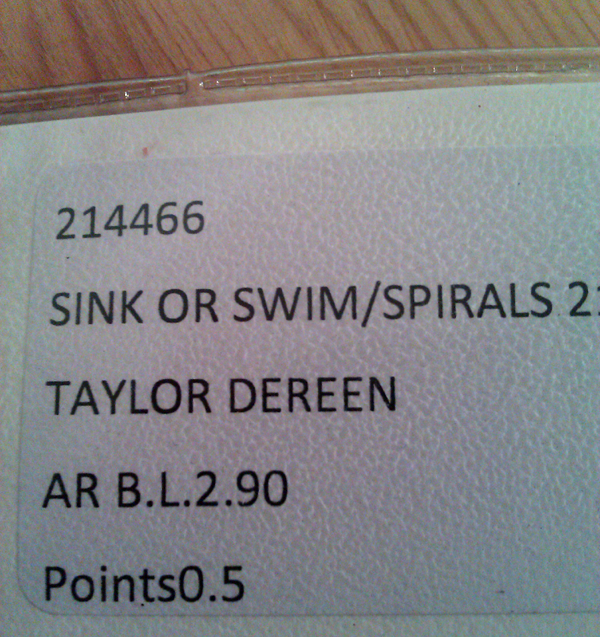 214466
SINK OR SWIM/SPIRALS
TAYLOR DEREEN
AR B.L.2.90
Points0.5